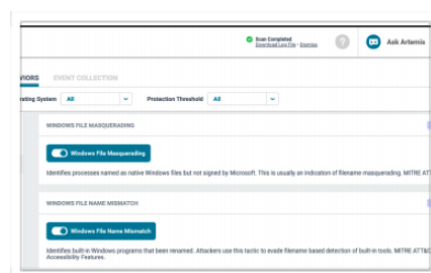 Scan Completed
Download Log File - Dismiss
?
Ask Artemis
VIORS EVENT COLLECTION
rating System All Protection Threshold All
WINDOWS FILE MASQUERADING
Windows File Masquerading
Identifies processes named as native Windows files but not signed by Microsoft. This is usually an indication of filename masquerading. MITRE AT
WINDOWS FILE NAME MISMATCH
Windows File Name Mismatch
Identifies built-in Windows programs that been renamed. Attackers use this tactic to evade filename based detection of built-in tools. MITRE ATT&C
Accessibility Features.